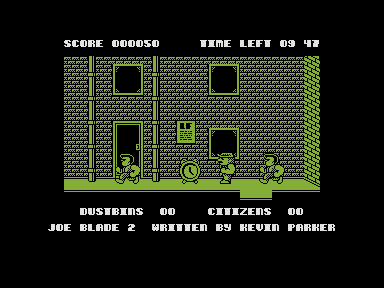 SCORE 000050 TIME LEFT 09 47
DUSTBINS 00 CITIZENS 00
JOE BLADE 2 WRITTEN BY KEVIN PARKER